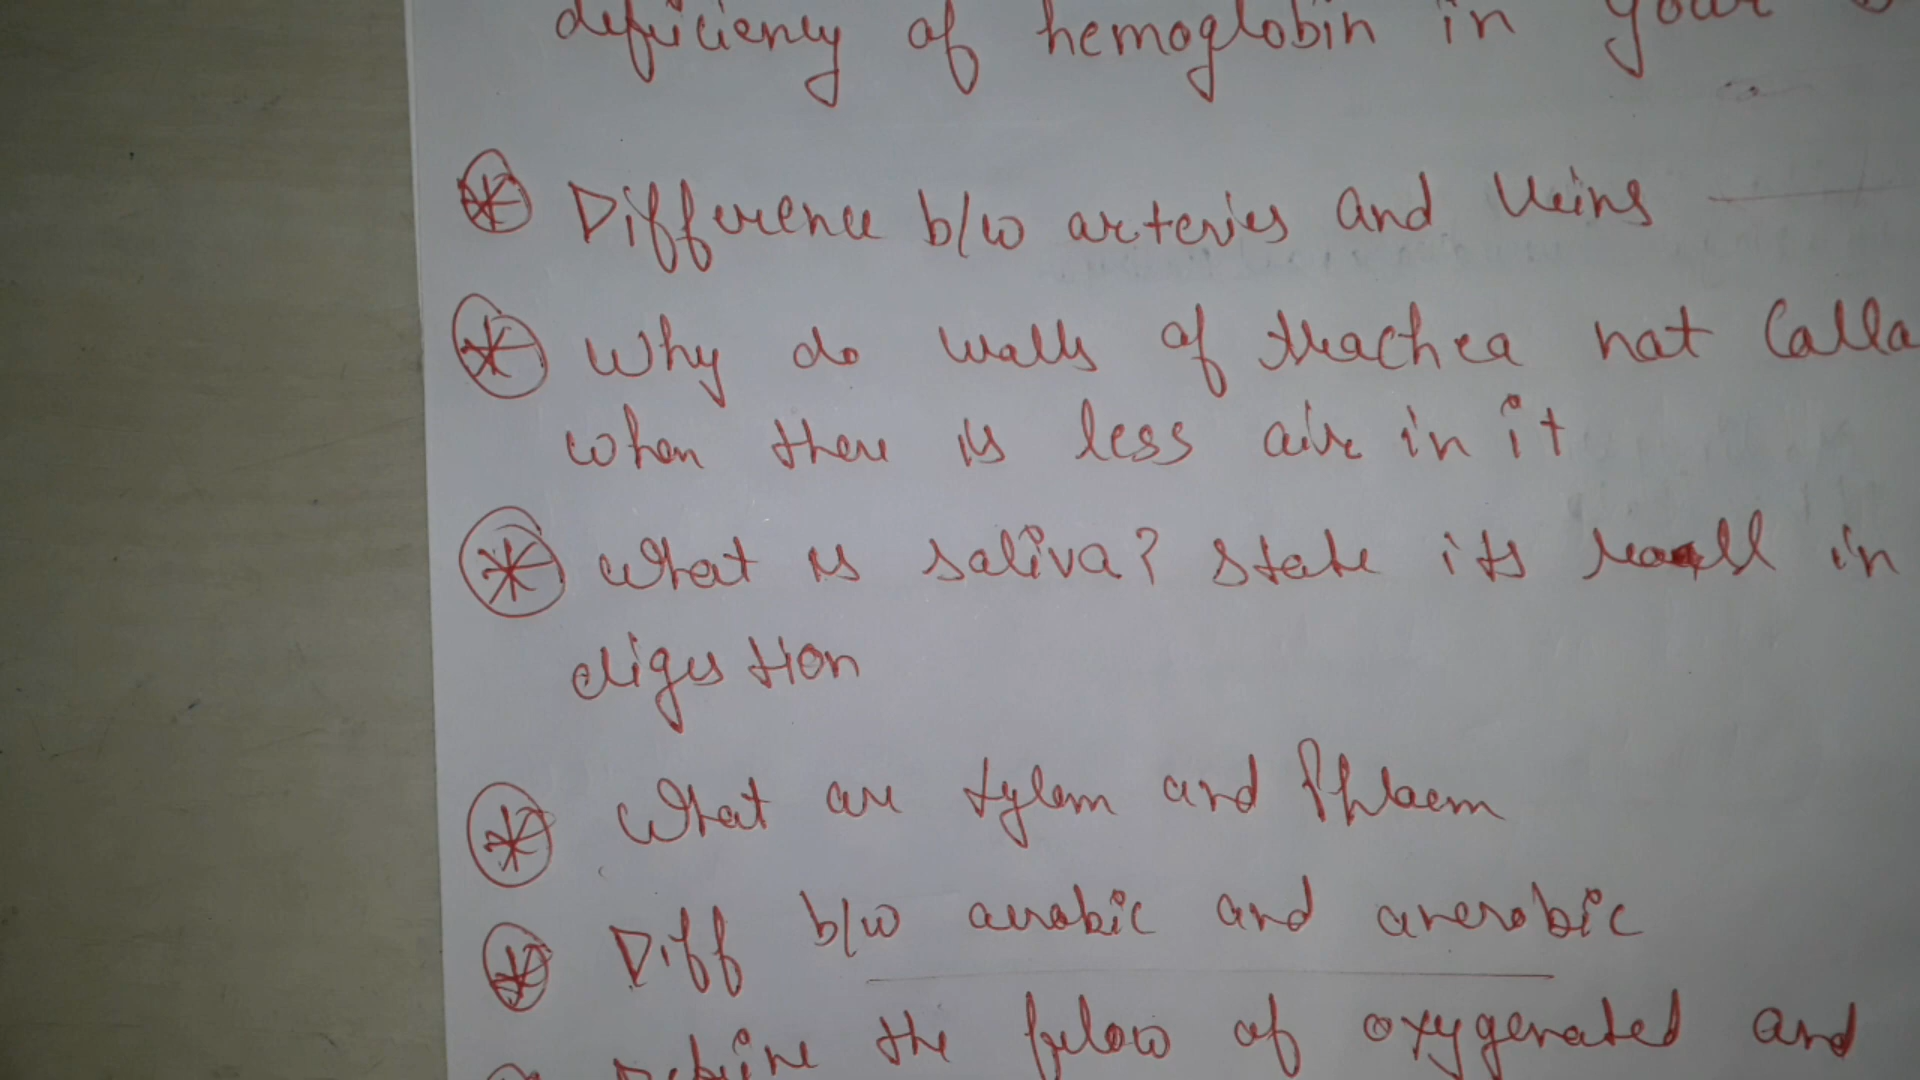 deficiency of hemoglobin in your
* Difference b/w arteries and Veins
* Why do walls of trachea not Colla
when there is less air in it
* What is saliva? State its roll in
digestion
* What are xylem and Phloem
* Diff b/w aerobic and anerobic
the folow of oxygenated and